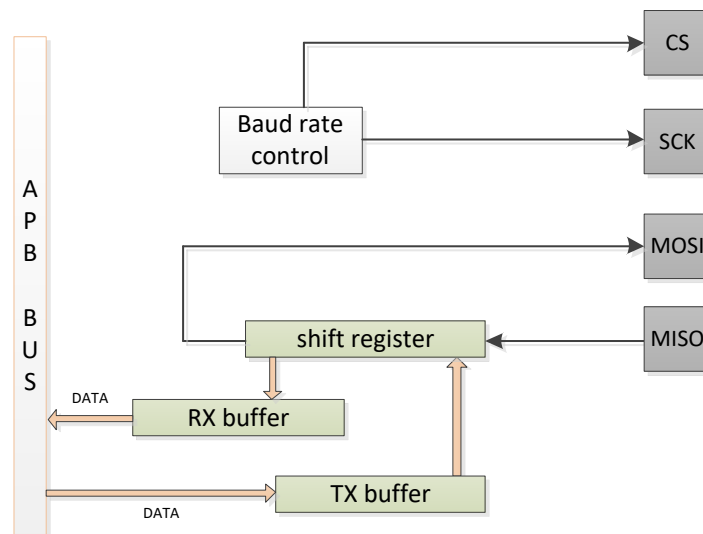 CS
Baud rate
control
SCK
A
P
B
B
U
S
MOSI
shift register
MISO
DATA
RX buffer
TX buffer
DATA